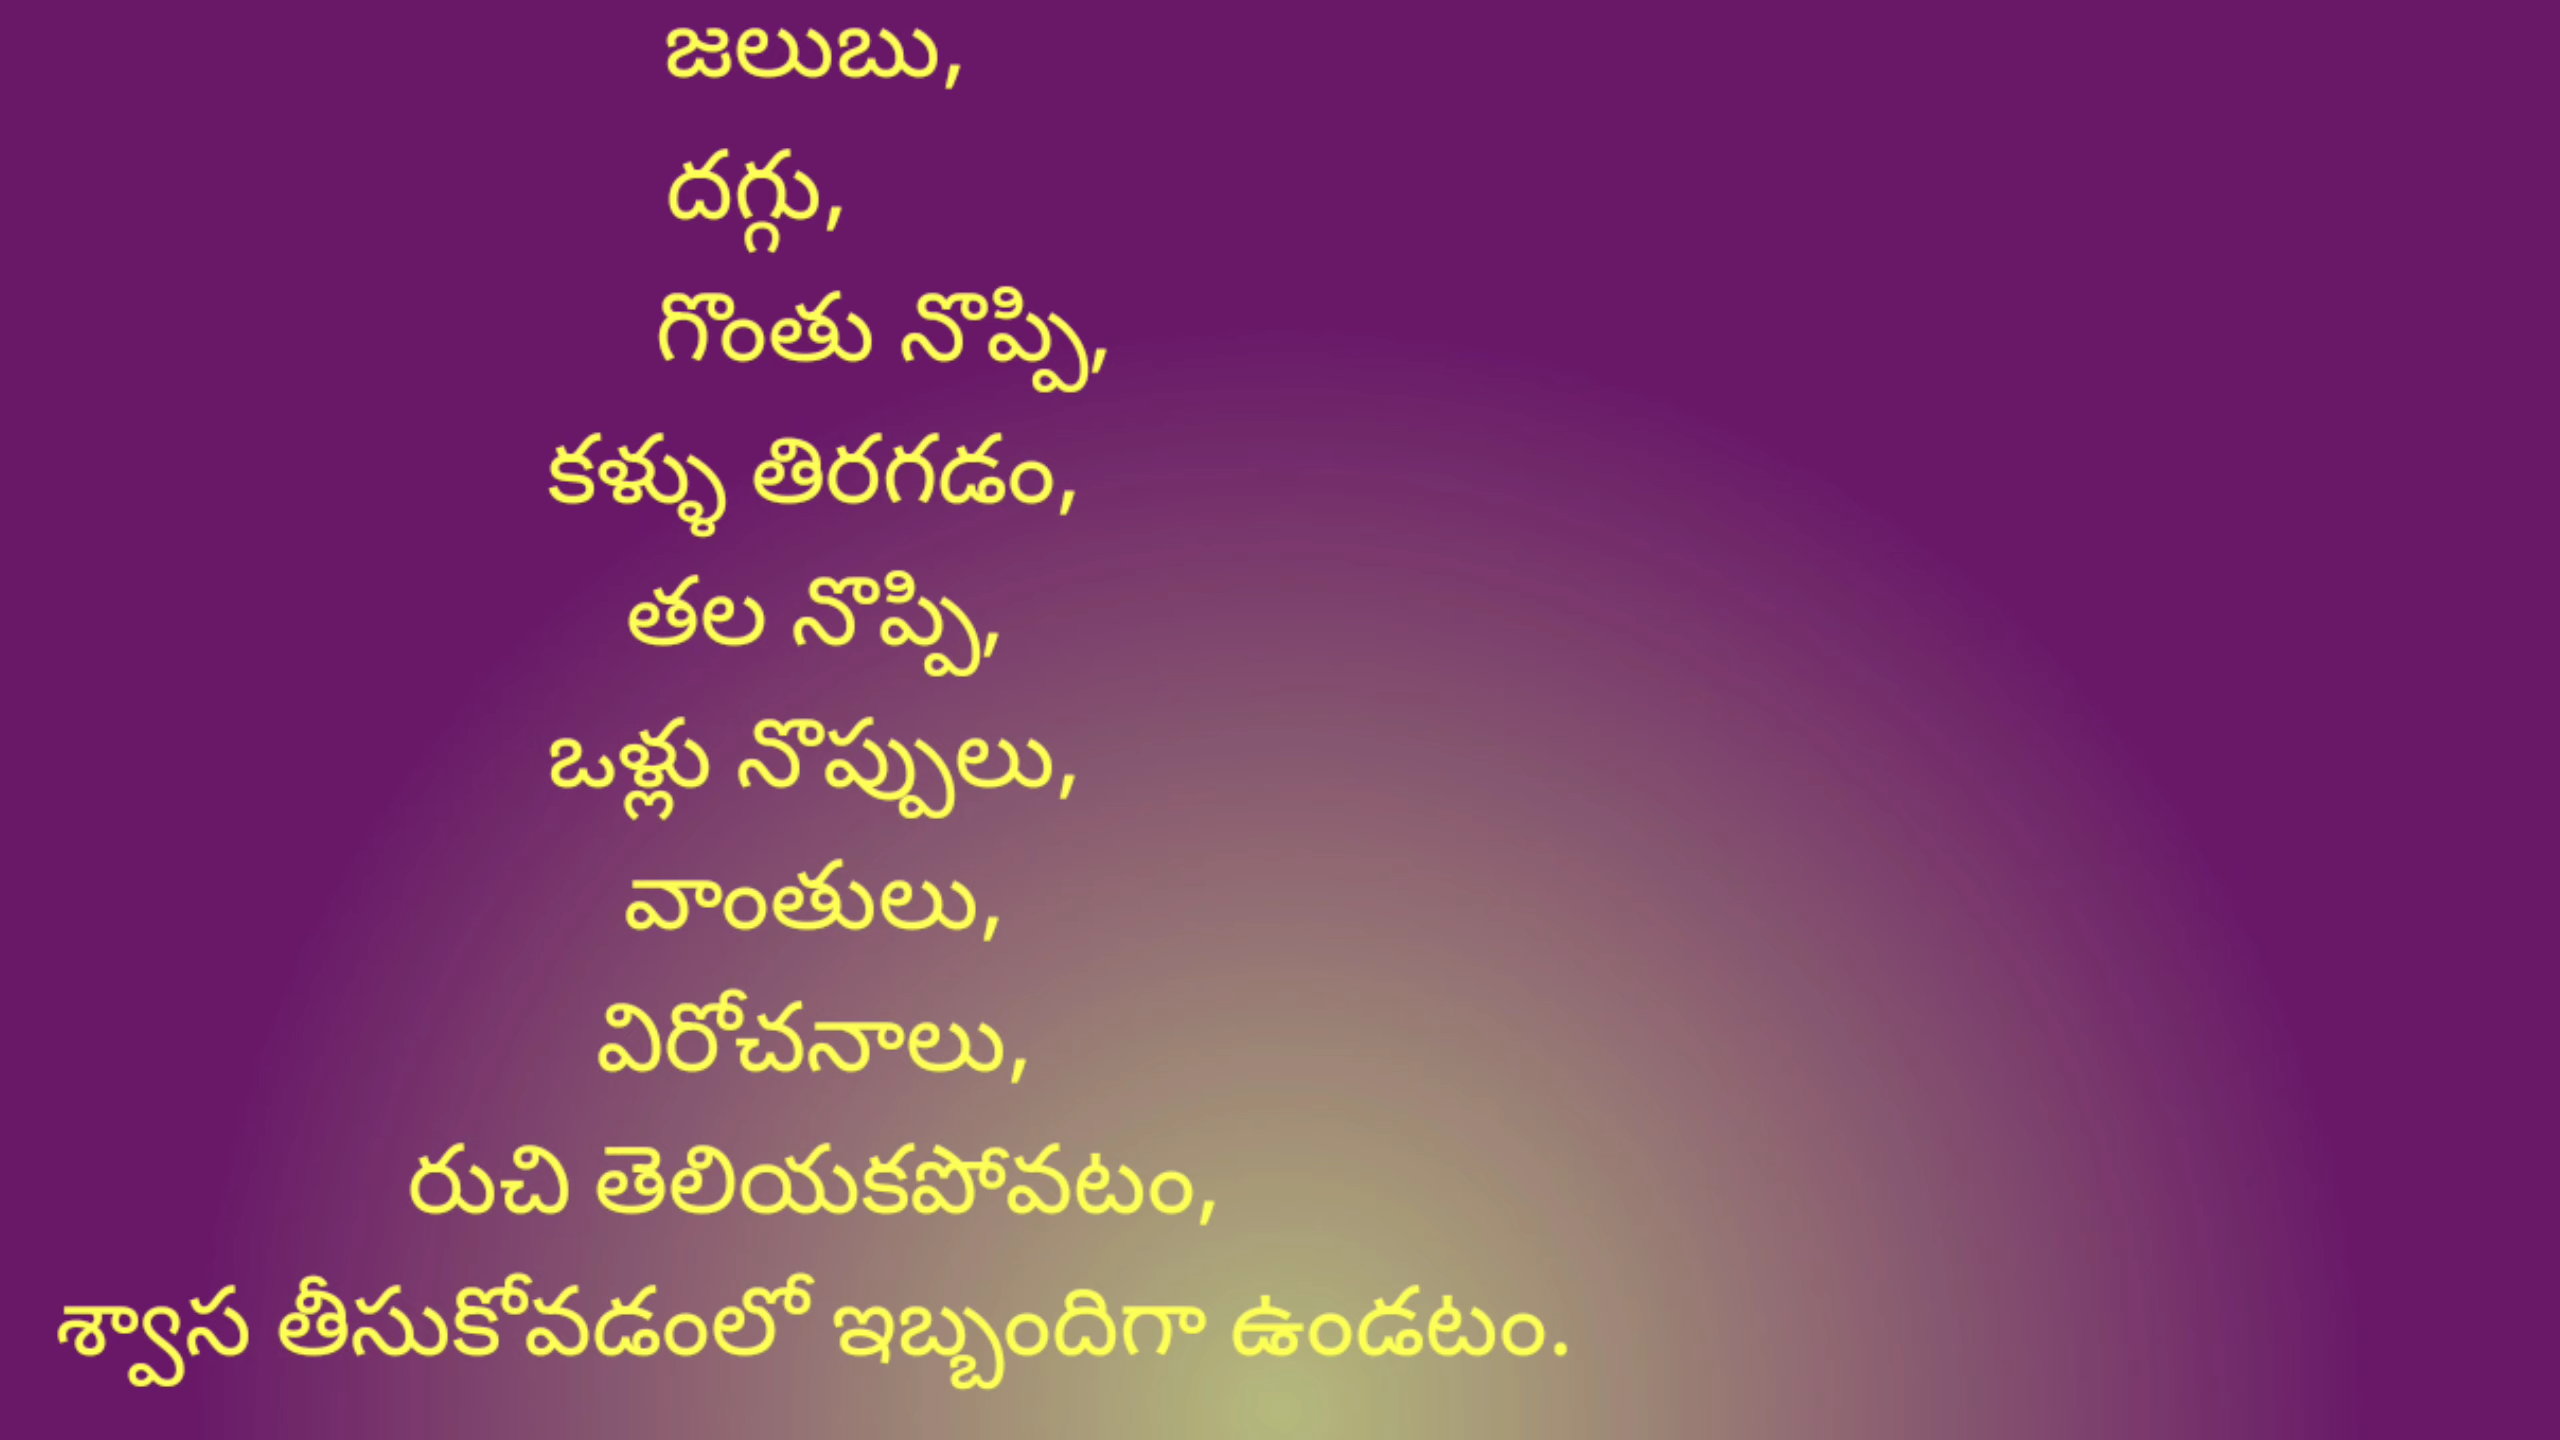 జలుబు,
దగ్గు,
గొంతు నొప్పి,
కళ్ళు తిరగడం,
తల నొప్పి,
ఒళ్లు నొప్పులు,
వాంతులు,
విరోచనాలు,
రుచి తెలియకపోవటం,
శ్వాస తీసుకోవడంలో ఇబ్బందిగా ఉండటం.